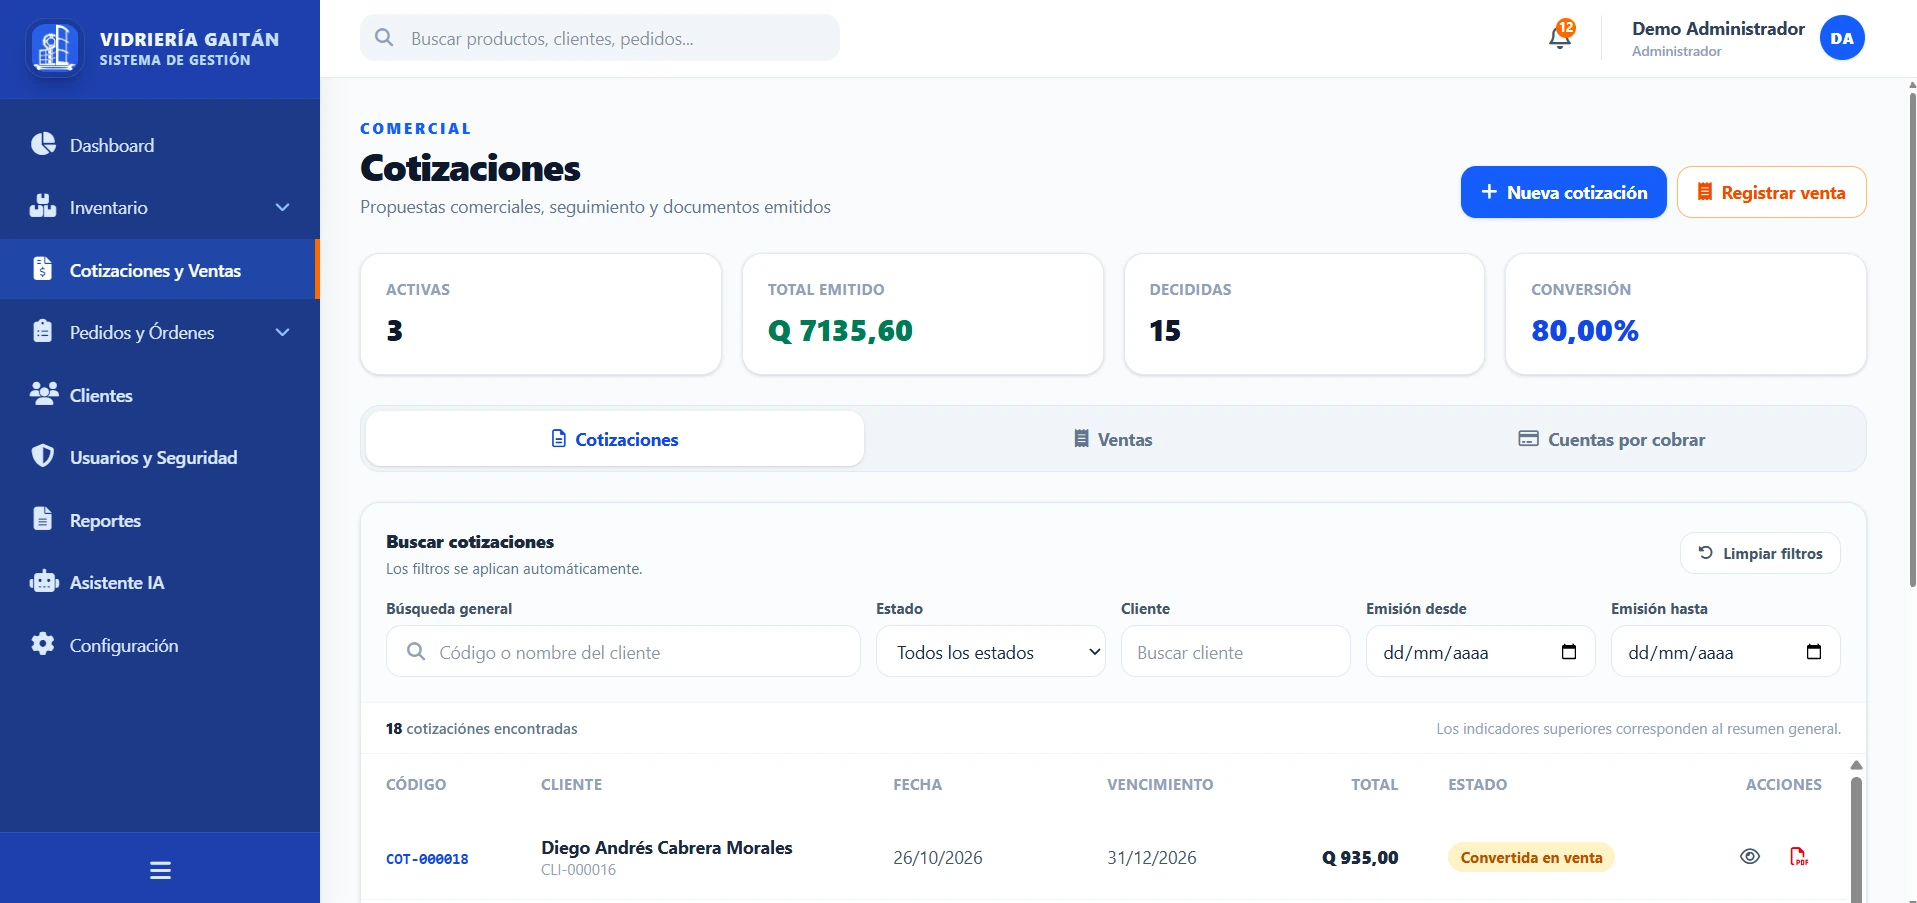 VIDRIERÍA GAITÁN
SISTEMA DE GESTIÓN
Buscar productos, clientes, pedidos...
12
Demo Administrador
Administrador
DA
Dashboard
Inventario
Cotizaciones y Ventas
Pedidos y Órdenes
Clientes
Usuarios y Seguridad
Reportes
Asistente IA
Configuración
COMERCIAL
Cotizaciones
Propuestas comerciales, seguimiento y documentos emitidos
Nueva cotización
Registrar venta
ACTIVAS
3
TOTAL EMITIDO
Q 7135,60
DECIDIDAS
15
CONVERSIÓN
80,00%
Cotizaciones
Ventas
Cuentas por cobrar
Buscar cotizaciones
Los filtros se aplican automáticamente.
Limpiar filtros
Búsqueda general
Código o nombre del cliente
Estado
Todos los estados
Cliente
Buscar cliente
Emisión desde
dd/mm/aaaa
Emisión hasta
dd/mm/aaaa
18 cotizaciónes encontradas
Los indicadores superiores corresponden al resumen general.
CÓDIGO CLIENTE FECHA VENCIMIENTO TOTAL ESTADO ACCIONES
COT-000018
Diego Andrés Cabrera Morales
CLI-000016
26/10/2026
31/12/2026
Q 935,00
Convertida en venta
PDF